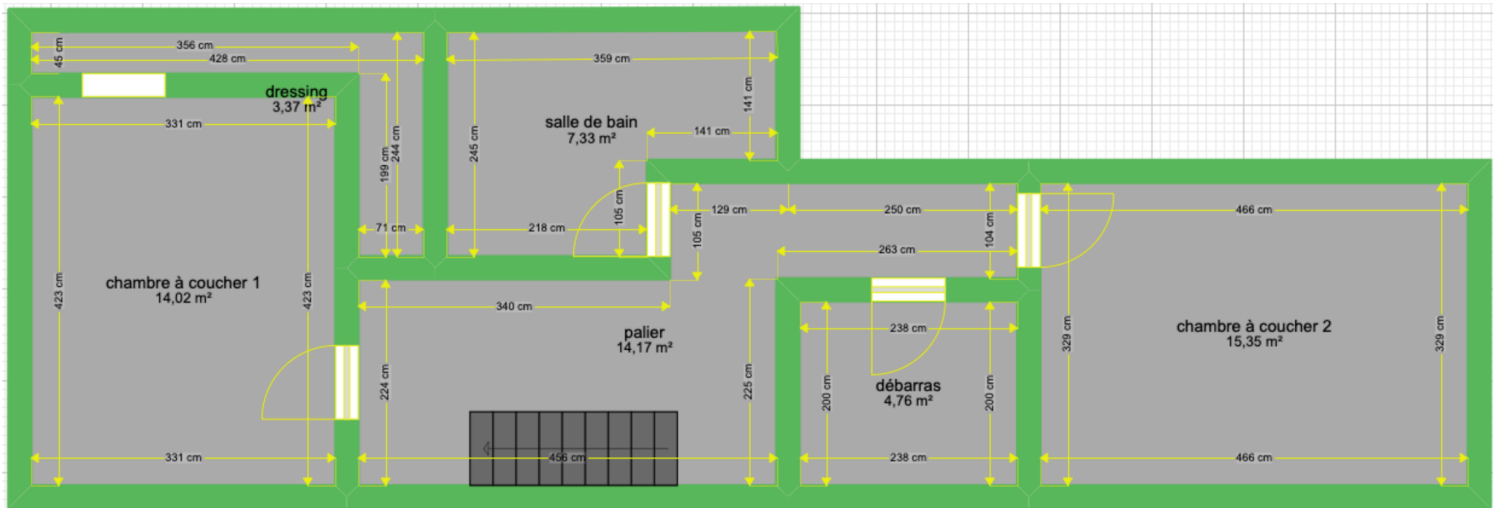 45 cm
356 cm
428 cm
359 cm
dressing
3,37 m²
331 cm
199 cm
244 cm
245 cm
salle de bain
7,33 m²
141 cm
141 cm
71 cm
218 cm
105 cm
105 cm
129 cm
250 cm
104 cm
263 cm
466 cm
chambre à coucher 1
14,02 m²
423 cm
423 cm
340 cm
palier
14,17 m²
224 cm
225 cm
238 cm
débarras
4,76 m²
200 cm
200 cm
329 cm
chambre à coucher 2
15,35 m²
329 cm
331 cm
456 cm
238 cm
466 cm